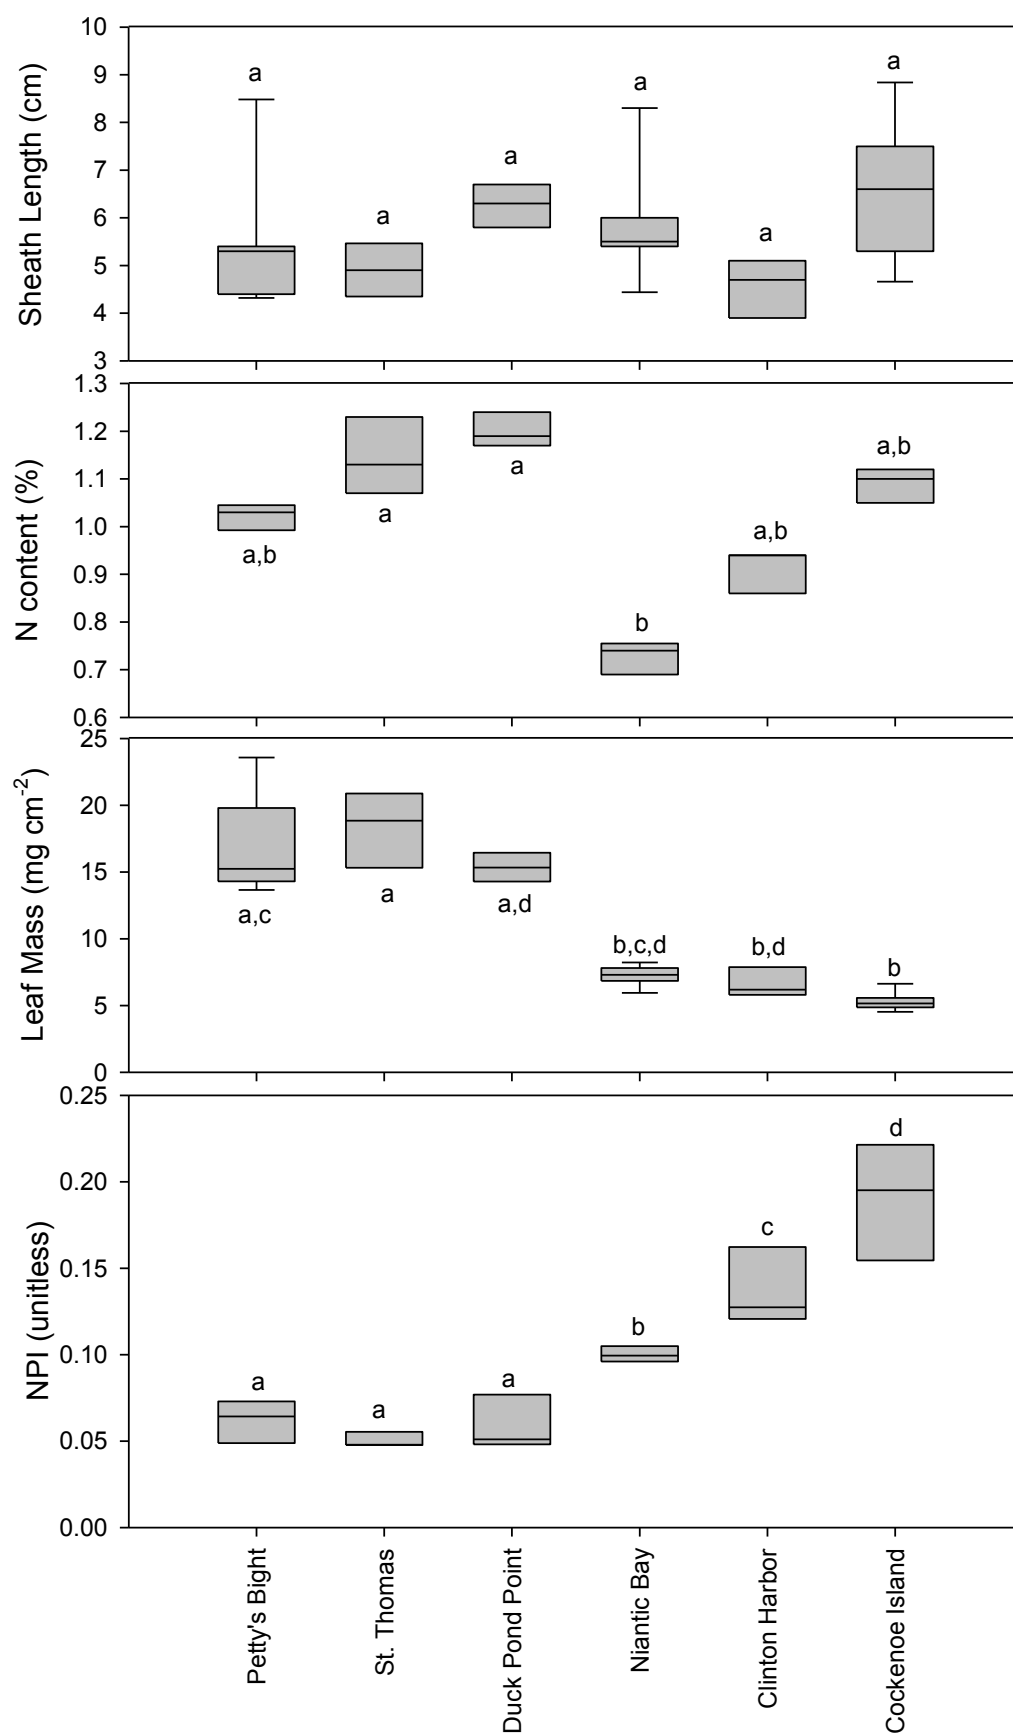 10
9
8
7
6
5
4
3
Sheath Length (cm)
a
a
a
a
a
a
1.3
1.2
1.1
1.0
0.9
0.8
0.7
0.6
N content (%)
a,b
a
a
b
a,b
a,b
25
20
15
10
5
0
Leaf Mass (mg cm-2)
a,c
a
a,d
b,c,d
b,d
b
0.25
0.20
0.15
0.10
0.05
0.00
NPI (unitless)
a
a
a
b
c
d
Petty's Bight
St. Thomas
Duck Pond Point
Niantic Bay
Clinton Harbor
Cockenoe Island